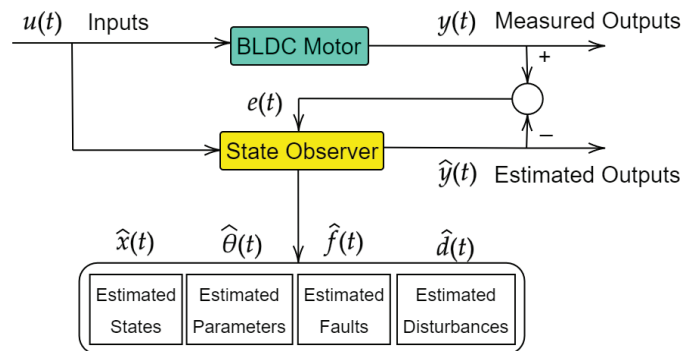 u(t) Inputs
BLDC Motor
y(t) Measured Outputs
+
e(t)
−
State Observer
ŷ(t) Estimated Outputs
x̂(t) θ̂(t) f̂(t) d̂(t)
Estimated States
Estimated Parameters
Estimated Faults
Estimated Disturbances